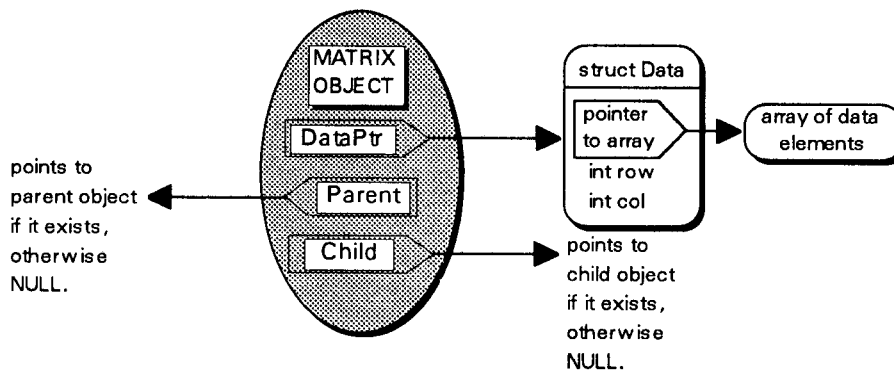 MATRIX
OBJECT
DataPtr
Parent
Child
points to
parent object
if it exists,
otherwise
NULL.
struct Data
pointer
to array
int row
int col
array of data
elements
points to
child object
if it exists,
otherwise
NULL.